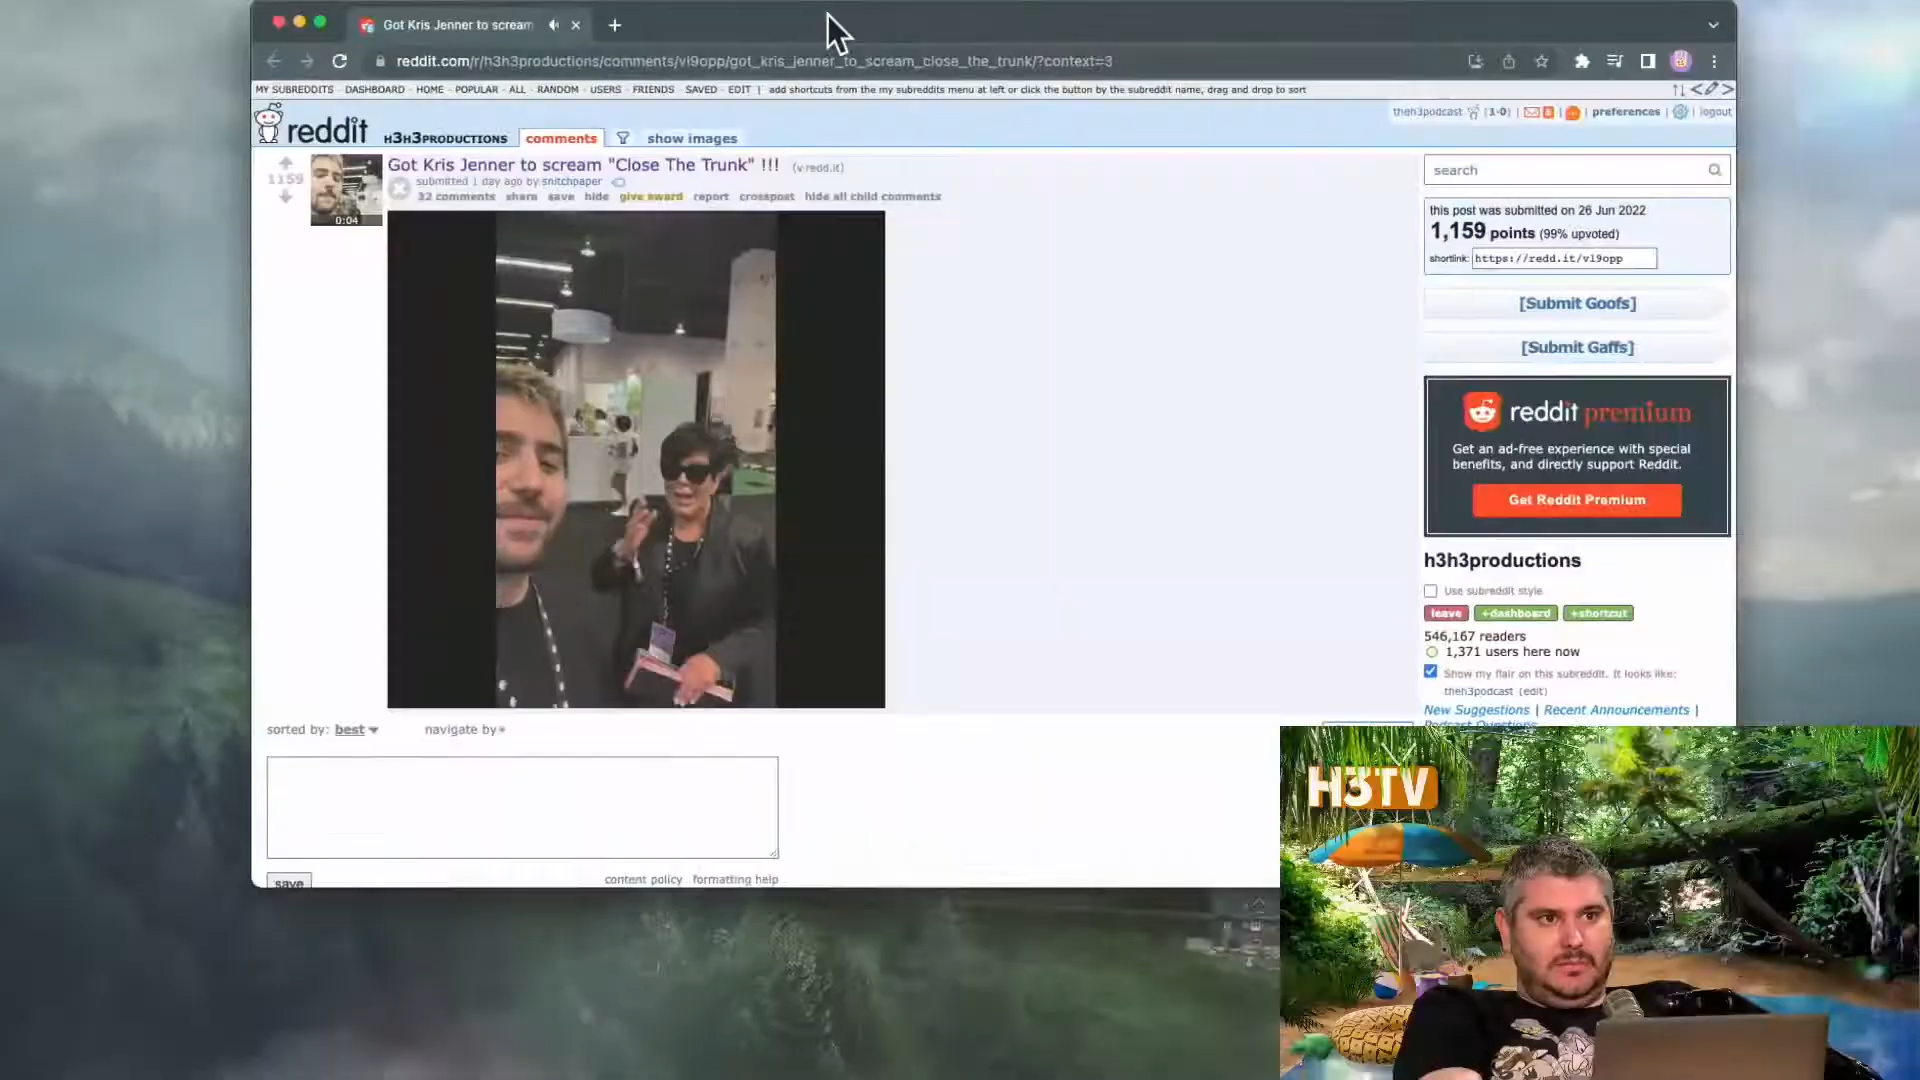 Got Kris Jenner to scream
reddit.com/r/h3h3productions/comments/vl9opp/got_kris_jenner_to_scream_close_the_trunk/?context=3
MY SUBREDDITS DASHBOARD - HOME - POPULAR - ALL - RANDOM - USERS - FRIENDS - SAVED - EDIT | add shortcuts from the my subreddits menu at left or click the button by the subreddit name, drag and drop to sort
theh3podcast (1·0) | preferences | logout
reddit H3H3PRODUCTIONS comments show images
Got Kris Jenner to scream "Close The Trunk" !!! (v.redd.it)
submitted 1 day ago by snitchpaper
1159
32 comments share save hide give award report crosspost hide all child comments
0:04
search
this post was submitted on 26 Jun 2022
1,159 points (99% upvoted)
shortlink: https://redd.it/vl9opp
[Submit Goofs]
[Submit Gaffs]
reddit premium
Get an ad-free experience with special
benefits, and directly support Reddit.
Get Reddit Premium
h3h3productions
Use subreddit style
leave +dashboard +shortcut
546,167 readers
1,371 users here now
Show my flair on this subreddit. It looks like:
theh3podcast (edit)
New Suggestions | Recent Announcements |
Podcast Questions
sorted by: best navigate by
content policy formatting help
save
H3TV